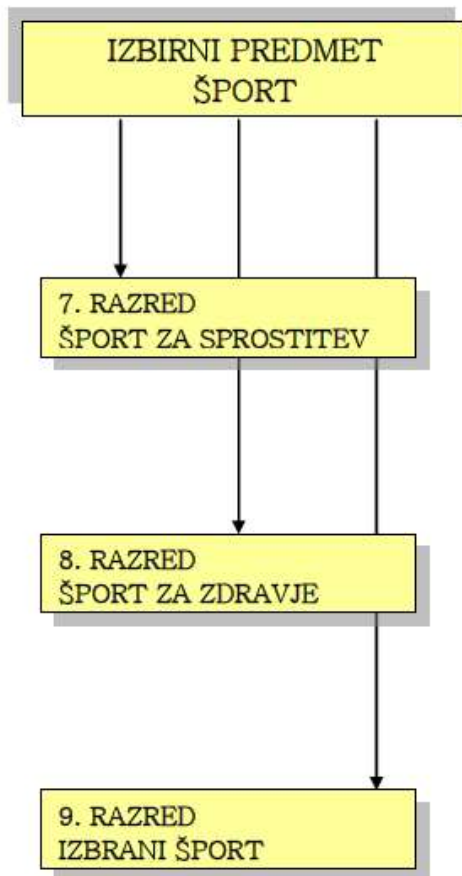 IZBIRNI PREDMET
ŠPORT
7. RAZRED
ŠPORT ZA SPROSTITEV
8. RAZRED
ŠPORT ZA ZDRAVJE
9. RAZRED
IZBRANI ŠPORT